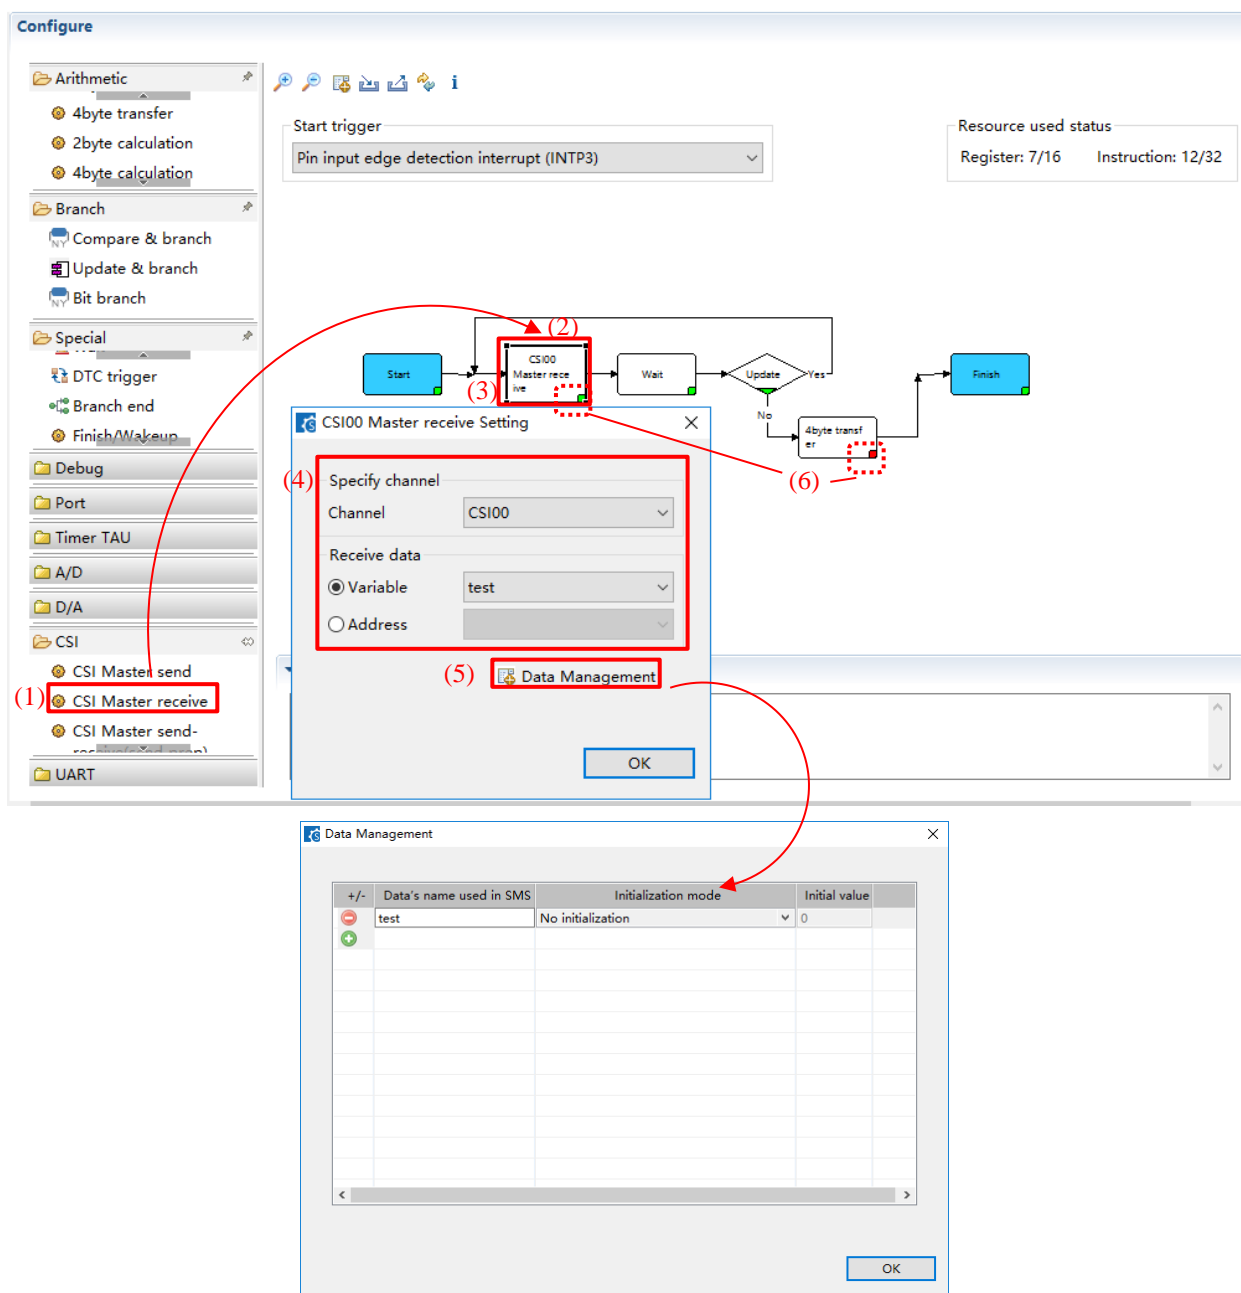 Configure
Arithmetic
4byte transfer
2byte calculation
4byte calculation
Start trigger
Pin input edge detection interrupt (INTP3)
Resource used status
Register: 7/16 Instruction: 12/32
Branch
Compare & branch
Update & branch
Bit branch
Special
DTC trigger
Branch end
Finish/Wakeup
Debug
Port
Timer TAU
A/D
D/A
CSI
CSI Master send
(1)
CSI Master receive
CSI Master send-
UART
(2)
(3)
Start
CSI00
Master rece
ive
Wait
Update
Yes
No
4byte transf
er
Finish
(6)
CSI00 Master receive Setting
(4)
Specify channel
Channel CSI00
Receive data
Variable test
Address
(5)
Data Management
OK
Data Management
+/- Data's name used in SMS Initialization mode Initial value
test No initialization 0
OK